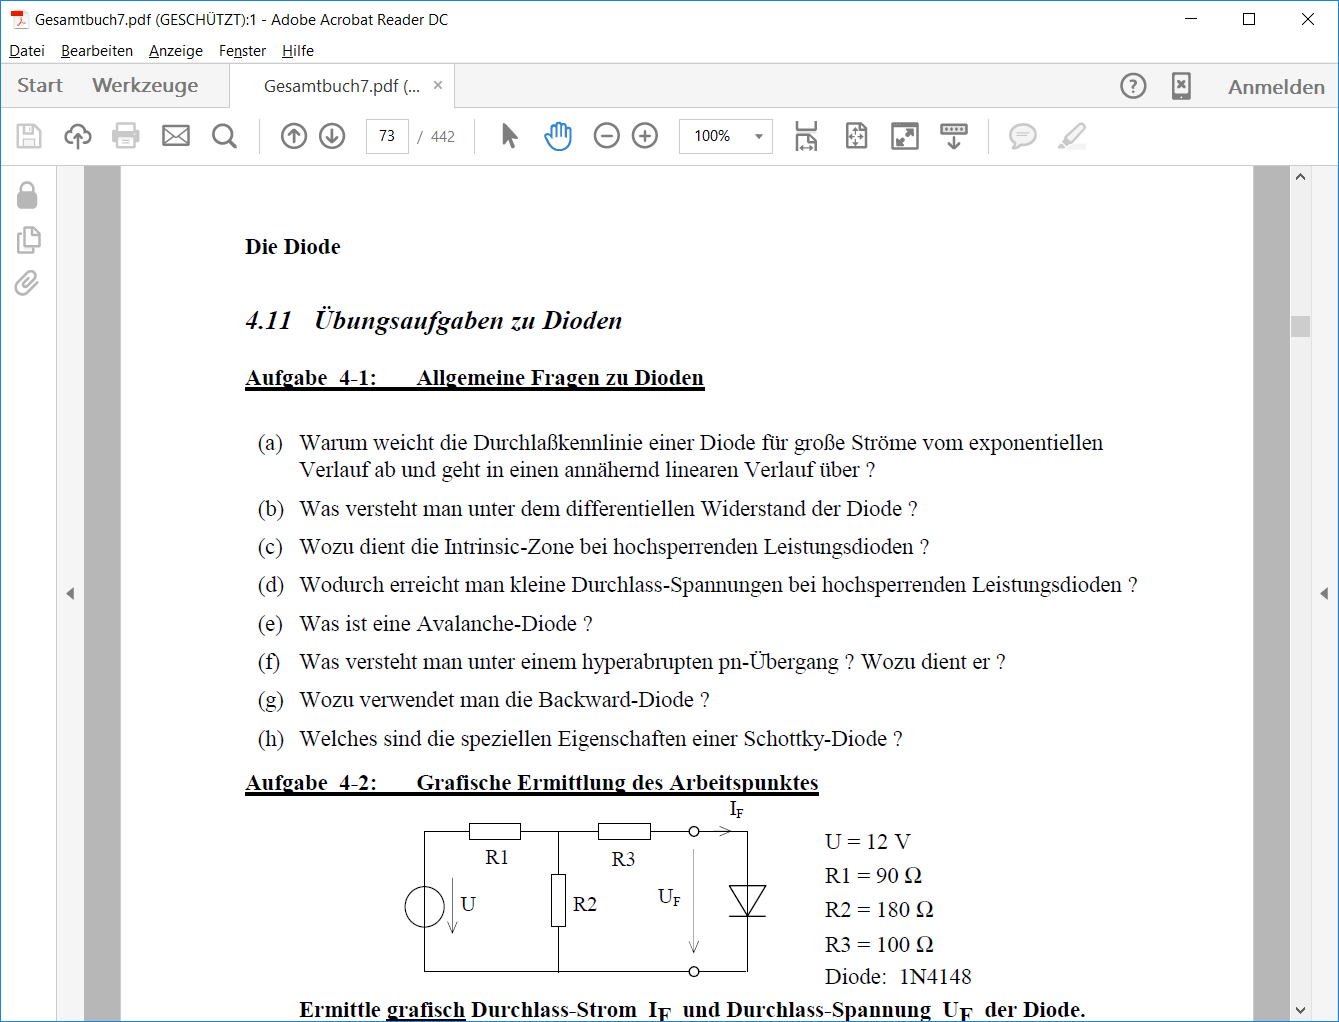 Gesamtbuch7.pdf (GESCHÜTZT):1 - Adobe Acrobat Reader DC
Datei Bearbeiten Anzeige Fenster Hilfe
Start Werkzeuge Gesamtbuch7.pdf (... × Anmelden
73 / 442 100%
Die Diode
4.11 Übungsaufgaben zu Dioden
Aufgabe 4-1: Allgemeine Fragen zu Dioden
(a) Warum weicht die Durchlaßkennlinie einer Diode für große Ströme vom exponentiellen
Verlauf ab und geht in einen annähernd linearen Verlauf über ?
(b) Was versteht man unter dem differentiellen Widerstand der Diode ?
(c) Wozu dient die Intrinsic-Zone bei hochsperrenden Leistungsdioden ?
(d) Wodurch erreicht man kleine Durchlass-Spannungen bei hochsperrenden Leistungsdioden ?
(e) Was ist eine Avalanche-Diode ?
(f) Was versteht man unter einem hyperabrupten pn-Übergang ? Wozu dient er ?
(g) Wozu verwendet man die Backward-Diode ?
(h) Welches sind die speziellen Eigenschaften einer Schottky-Diode ?
Aufgabe 4-2: Grafische Ermittlung des Arbeitspunktes
IF
R1 R3
U R2 UF
U = 12 V
R1 = 90 Ω
R2 = 180 Ω
R3 = 100 Ω
Diode: 1N4148
Ermittle grafisch Durchlass-Strom IF und Durchlass-Spannung UF der Diode.